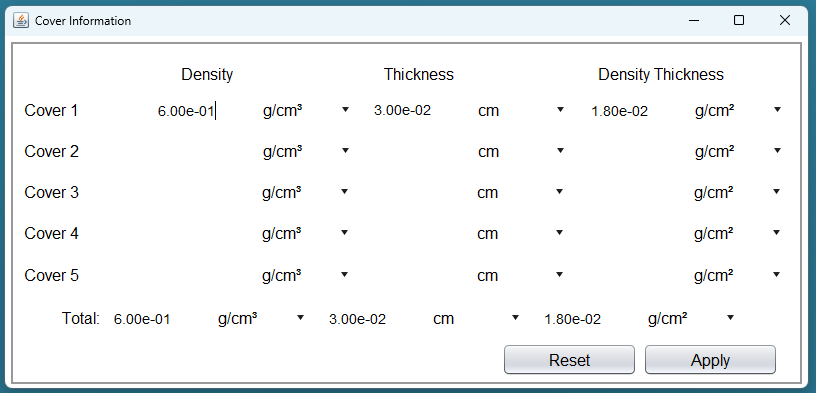 Cover Information
Density Thickness Density Thickness
Cover 1 6.00e-01 g/cm³ 3.00e-02 cm 1.80e-02 g/cm²
Cover 2 g/cm³ cm g/cm²
Cover 3 g/cm³ cm g/cm²
Cover 4 g/cm³ cm g/cm²
Cover 5 g/cm³ cm g/cm²
Total: 6.00e-01 g/cm³ 3.00e-02 cm 1.80e-02 g/cm²
Reset Apply